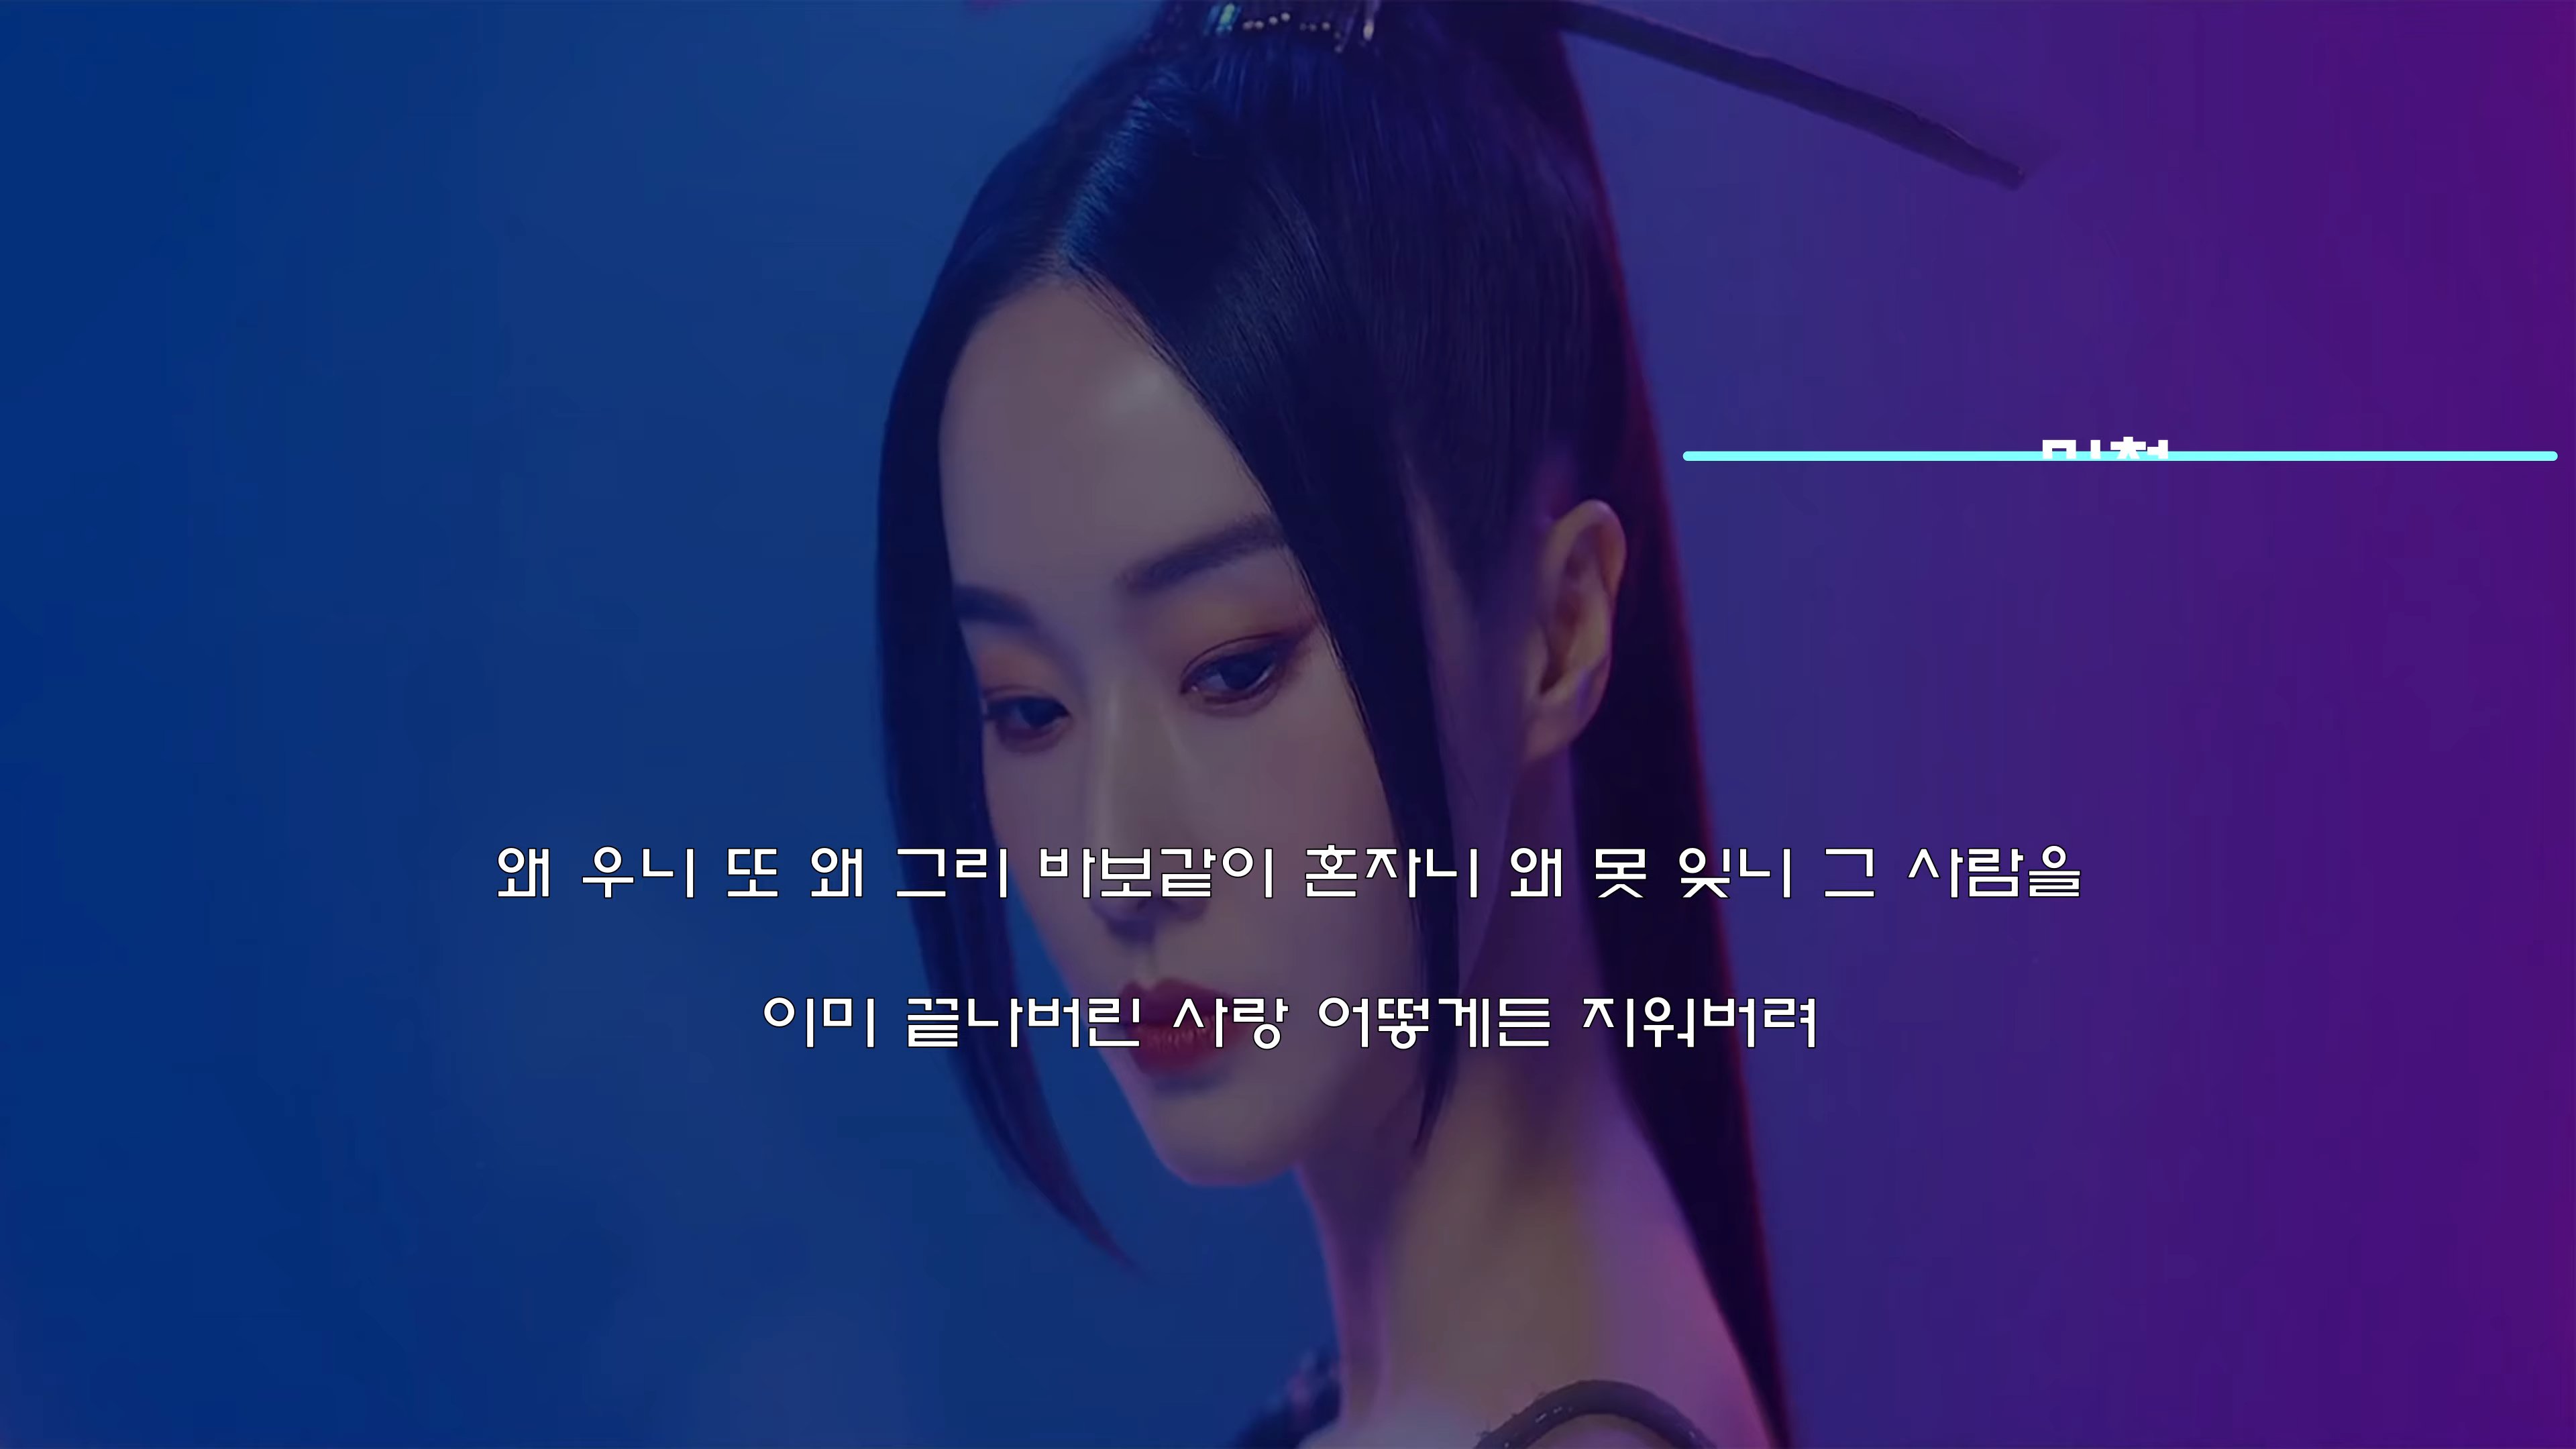 왜 우니 또 왜 그리 바보같이 혼자니 왜 못 잊니 그 사람을
이미 끝나버린 사랑 어떻게든 지워버려